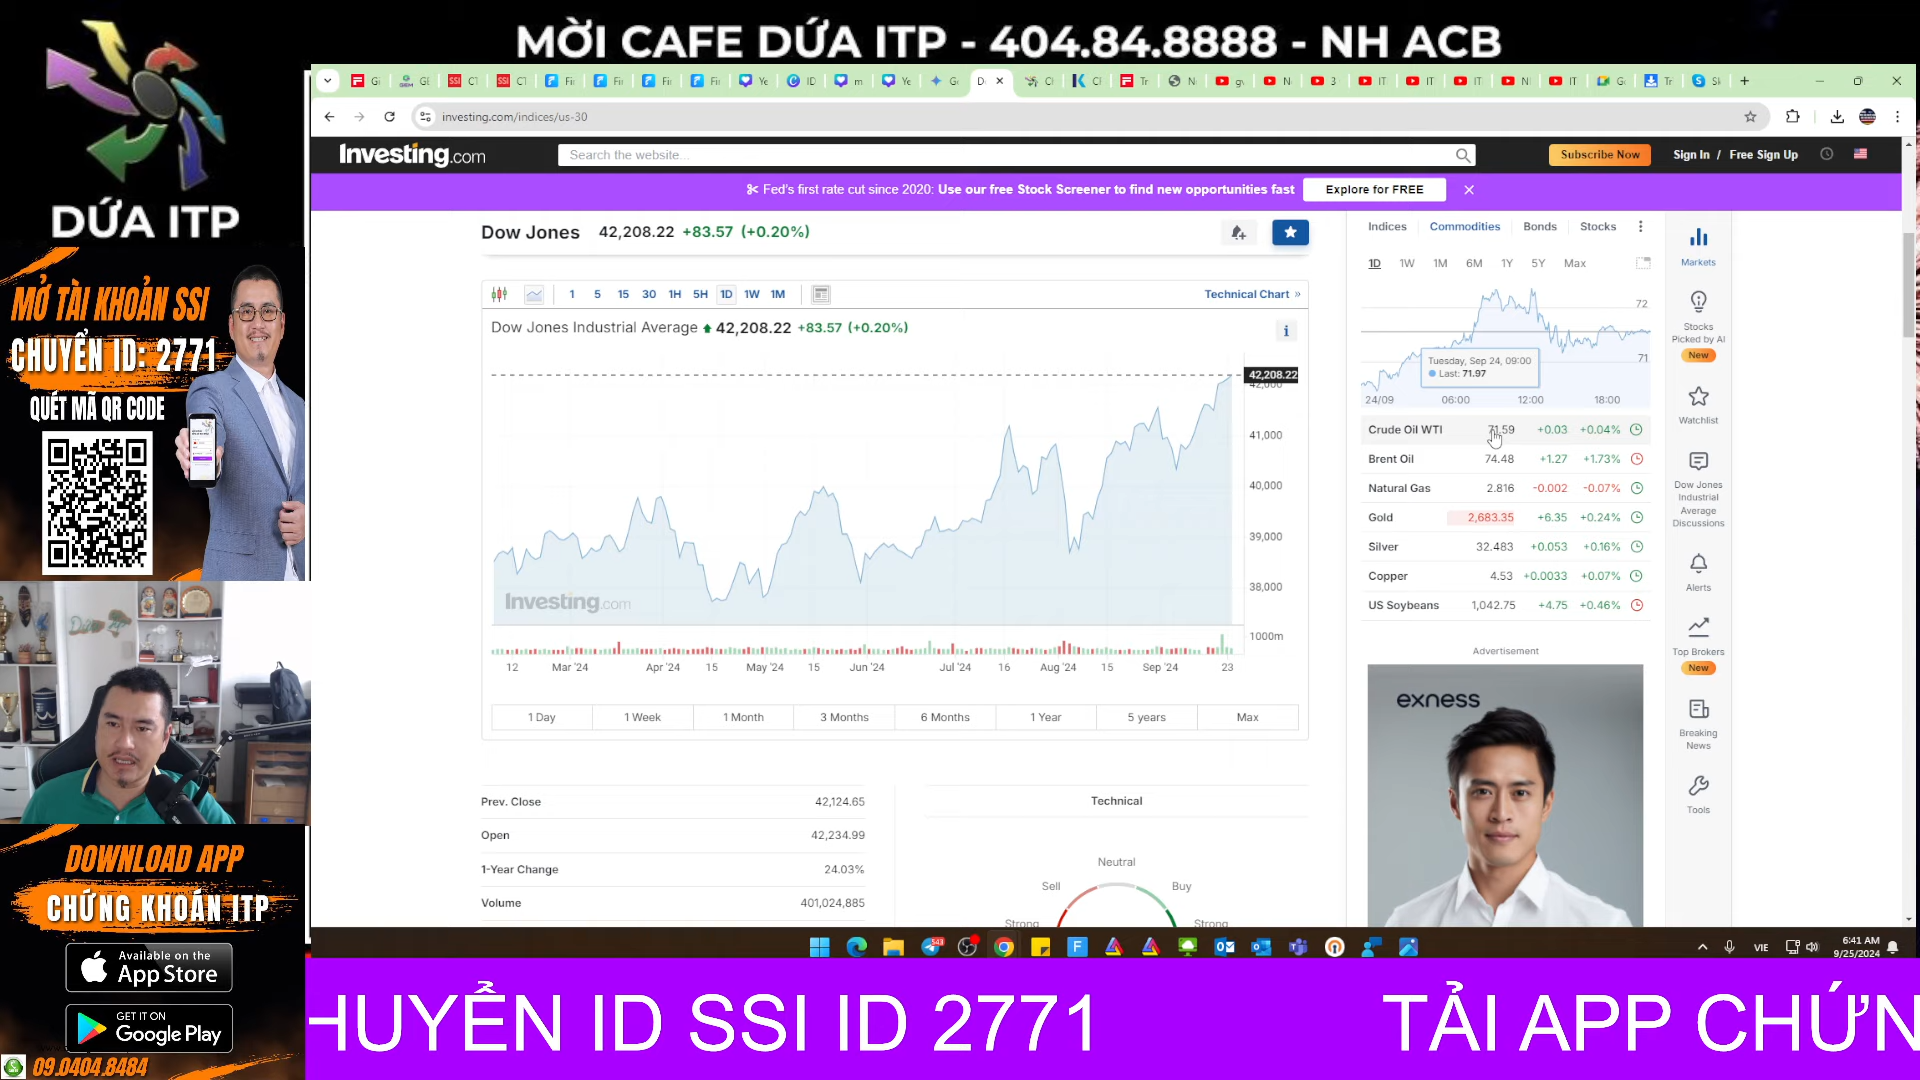 MỜI CAFE DỨA ITP - 404.84.8888 - NH ACB
DỨA ITP
MỞ TÀI KHOẢN SSI
CHUYỂN ID: 2771
QUÉT MÃ QR CODE
DOWNLOAD APP
CHỨNG KHOÁN ITP
Available on the
App Store
GET IT ON
Google Play
09.0404.8484
investing.com/indices/us-30
Investing.com
Search the website...
Subscribe Now
Sign In / Free Sign Up
Fed's first rate cut since 2020: Use our free Stock Screener to find new opportunities fast
Explore for FREE
Dow Jones 42,208.22 +83.57 (+0.20%)
1 5 15 30 1H 5H 1D 1W 1M
Technical Chart »
Dow Jones Industrial Average 42,208.22 +83.57 (+0.20%)
42,208.22
42,000
41,000
40,000
39,000
38,000
1000m
Investing.com
12 Mar '24 Apr '24 15 May '24 15 Jun '24 Jul '24 16 Aug '24 15 Sep '24 23
1 Day 1 Week 1 Month 3 Months 6 Months 1 Year 5 years Max
Prev. Close 42,124.65
Open 42,234.99
1-Year Change 24.03%
Volume 401,024,885
Technical
Neutral
Sell Buy
Strong Strong
Indices Commodities Bonds Stocks
1D 1W 1M 6M 1Y 5Y Max
72
71
Tuesday, Sep 24, 09:00
Last: 71.97
24/09 06:00 12:00 18:00
Crude Oil WTI 71.59 +0.03 +0.04%
Brent Oil 74.48 +1.27 +1.73%
Natural Gas 2.816 -0.002 -0.07%
Gold 2,683.35 +6.35 +0.24%
Silver 32.483 +0.053 +0.16%
Copper 4.53 +0.0033 +0.07%
US Soybeans 1,042.75 +4.75 +0.46%
Advertisement
exness
Markets
Stocks
Picked by AI
New
Watchlist
Dow Jones
Industrial
Average
Discussions
Alerts
Top Brokers
New
Breaking
News
Tools
VIE
6:41 AM
9/25/2024
HUYỂN ID SSI ID 2771
TẢI APP CHỨN